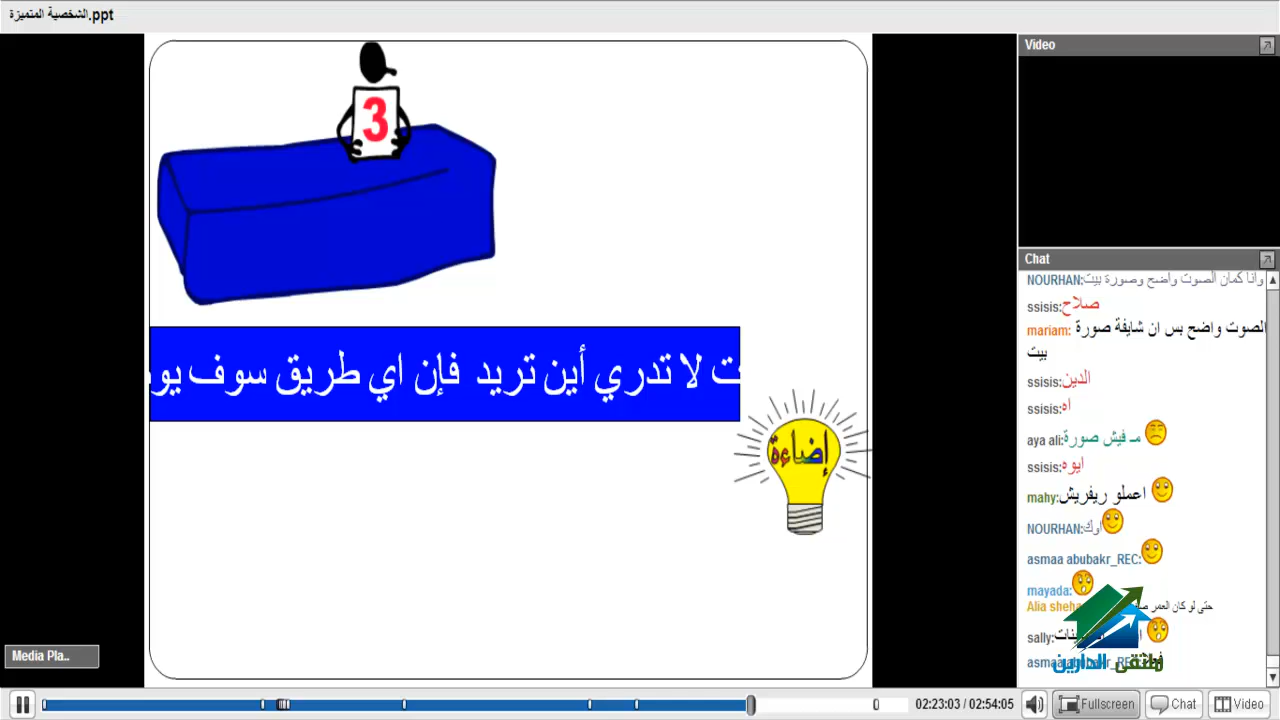 الشخصية المتميزة.ppt
3
لا تدري أين تريد فإن اي طريق سوف
إضاءة
Media Pla..
Video
Chat
NOURHAN: وانا كمان الصوت واضح وصورة بيت
ssisis: صلاح
mariam: الصوت واضح بس ان شايفة صورة
بيت
ssisis: الدين
ssisis: اه
aya ali: مـ فيش صورة
ssisis: ايوه
mahy: اعملو ريفريش
NOURHAN: اوك
asmaa abubakr_REC:
mayada:
Alia sheha حتى لو كان العمر
sally:
ملتقى الدارين
02:23:03 / 02:54:05
Fullscreen
Chat
Video